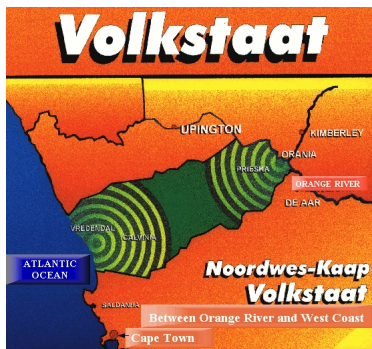 Volkstaat
UPINGTON
KIMBERLEY
ORANIA
PRIESKA
ORANGE RIVER
DE AAR
VREDENDAL
CALVINIA
ATLANTIC
OCEAN
Noordwes-Kaap
Volkstaat
SALDANHA
Between Orange River and West Coast
Cape Town